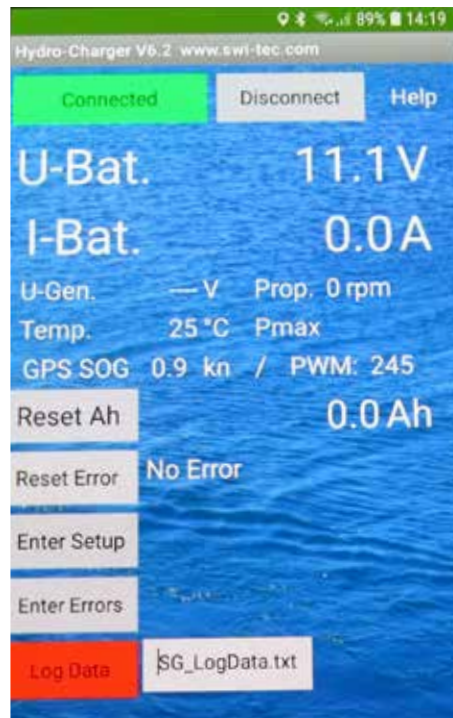 89% 14:19
Hydro-Charger V6.2 www.swi-tec.com
Connected Disconnect Help
U-Bat. 11.1V
I-Bat. 0.0A
U-Gen. ---V Prop. 0 rpm
Temp. 25°C Pmax
GPS SOG 0.9 kn / PWM: 245
Reset Ah 0.0Ah
Reset Error No Error
Enter Setup
Enter Errors
Log Data SG_LogData.txt